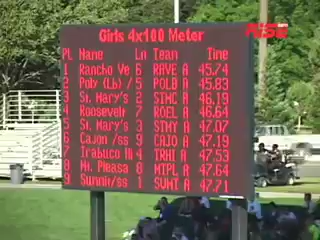 Girls 4x100 Meter
PL Name Ln Team Time
1 Rancho Ve 6 RAVE A 45.74
2 Poly (Lb)/ 5 POLB A 45.83
3 St. Mary's 2 STMC A 46.19
4 Roosevelt 7 ROEL A 46.64
5 St. Mary's 3 STMY A 47.07
6 Cajon /ss 9 CAJO A 47.19
7 Trabuco Hi 4 TRHI A 47.53
8 Mt. Pleasa 8 MTPL A 47.64
9 Sunnir/ss 1 SVMT A 47.71